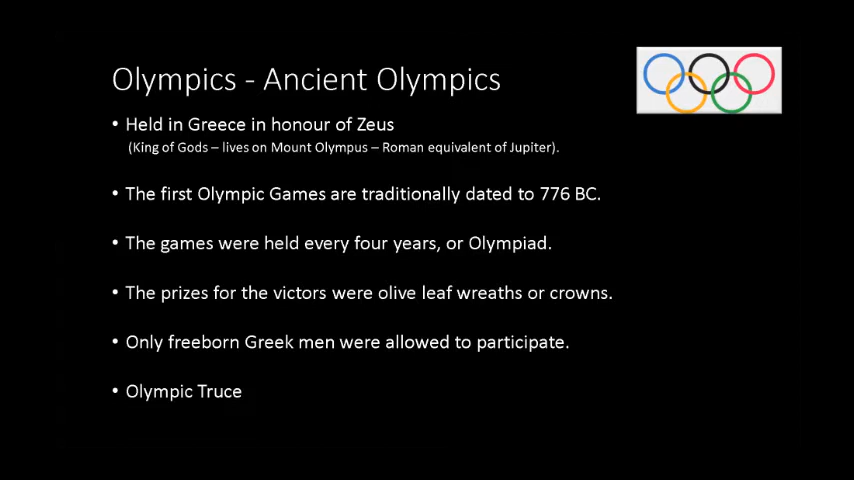 Olympics - Ancient Olympics
• Held in Greece in honour of Zeus
(King of Gods – lives on Mount Olympus – Roman equivalent of Jupiter).
• The first Olympic Games are traditionally dated to 776 BC.
• The games were held every four years, or Olympiad.
• The prizes for the victors were olive leaf wreaths or crowns.
• Only freeborn Greek men were allowed to participate.
• Olympic Truce